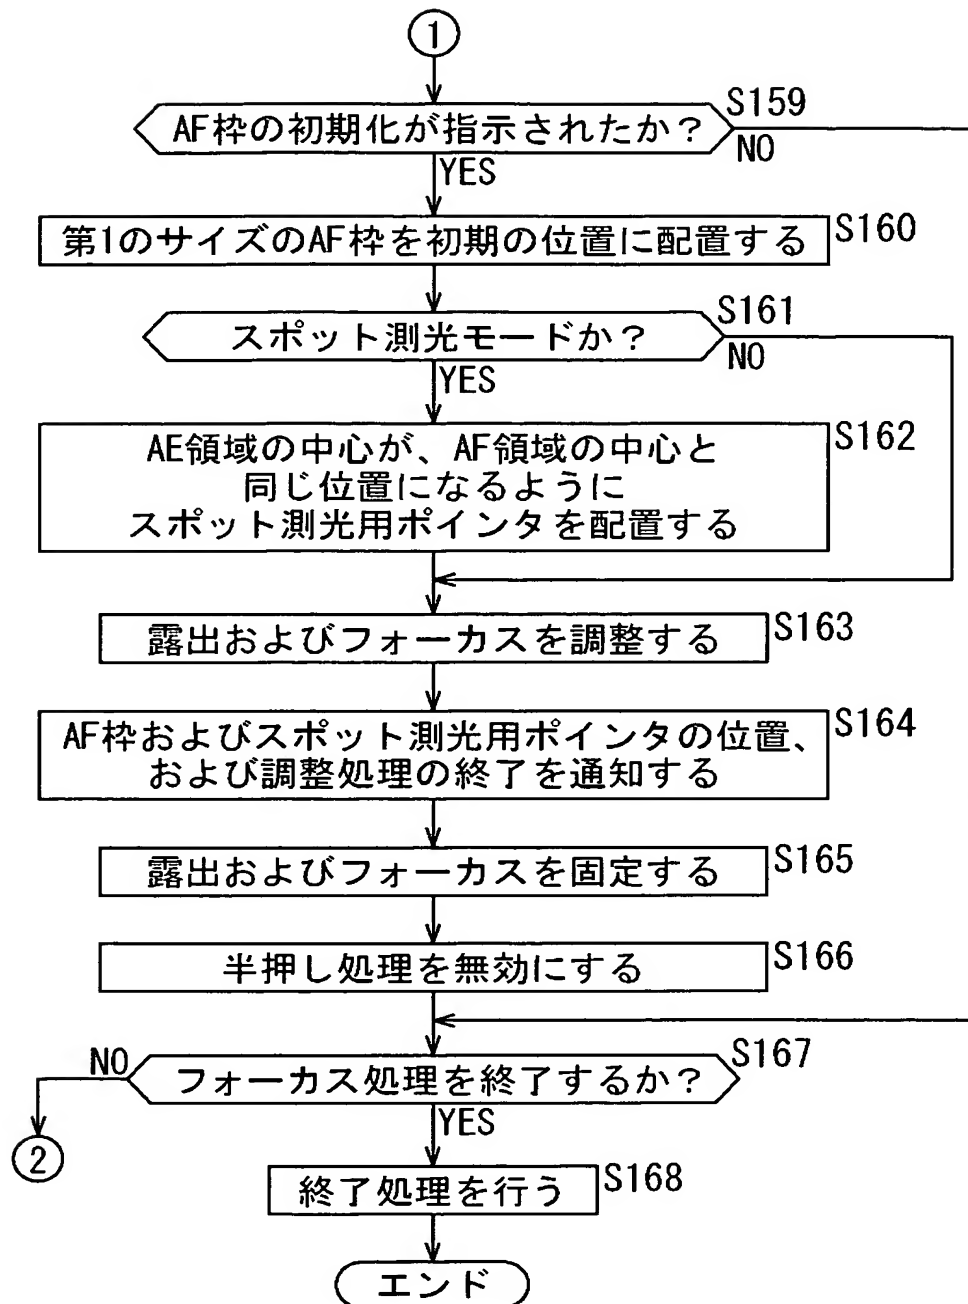 1
AF枠の初期化が指示されたか?
S159
NO
YES
第1のサイズのAF枠を初期の位置に配置する
S160
スポット測光モードか?
S161
NO
YES
AE領域の中心が、AF領域の中心と
同じ位置になるように
スポット測光用ポインタを配置する
S162
露出およびフォーカスを調整する
S163
AF枠およびスポット測光用ポインタの位置、
および調整処理の終了を通知する
S164
露出およびフォーカスを固定する
S165
半押し処理を無効にする
S166
フォーカス処理を終了するか?
S167
NO
YES
2
終了処理を行う
S168
エンド